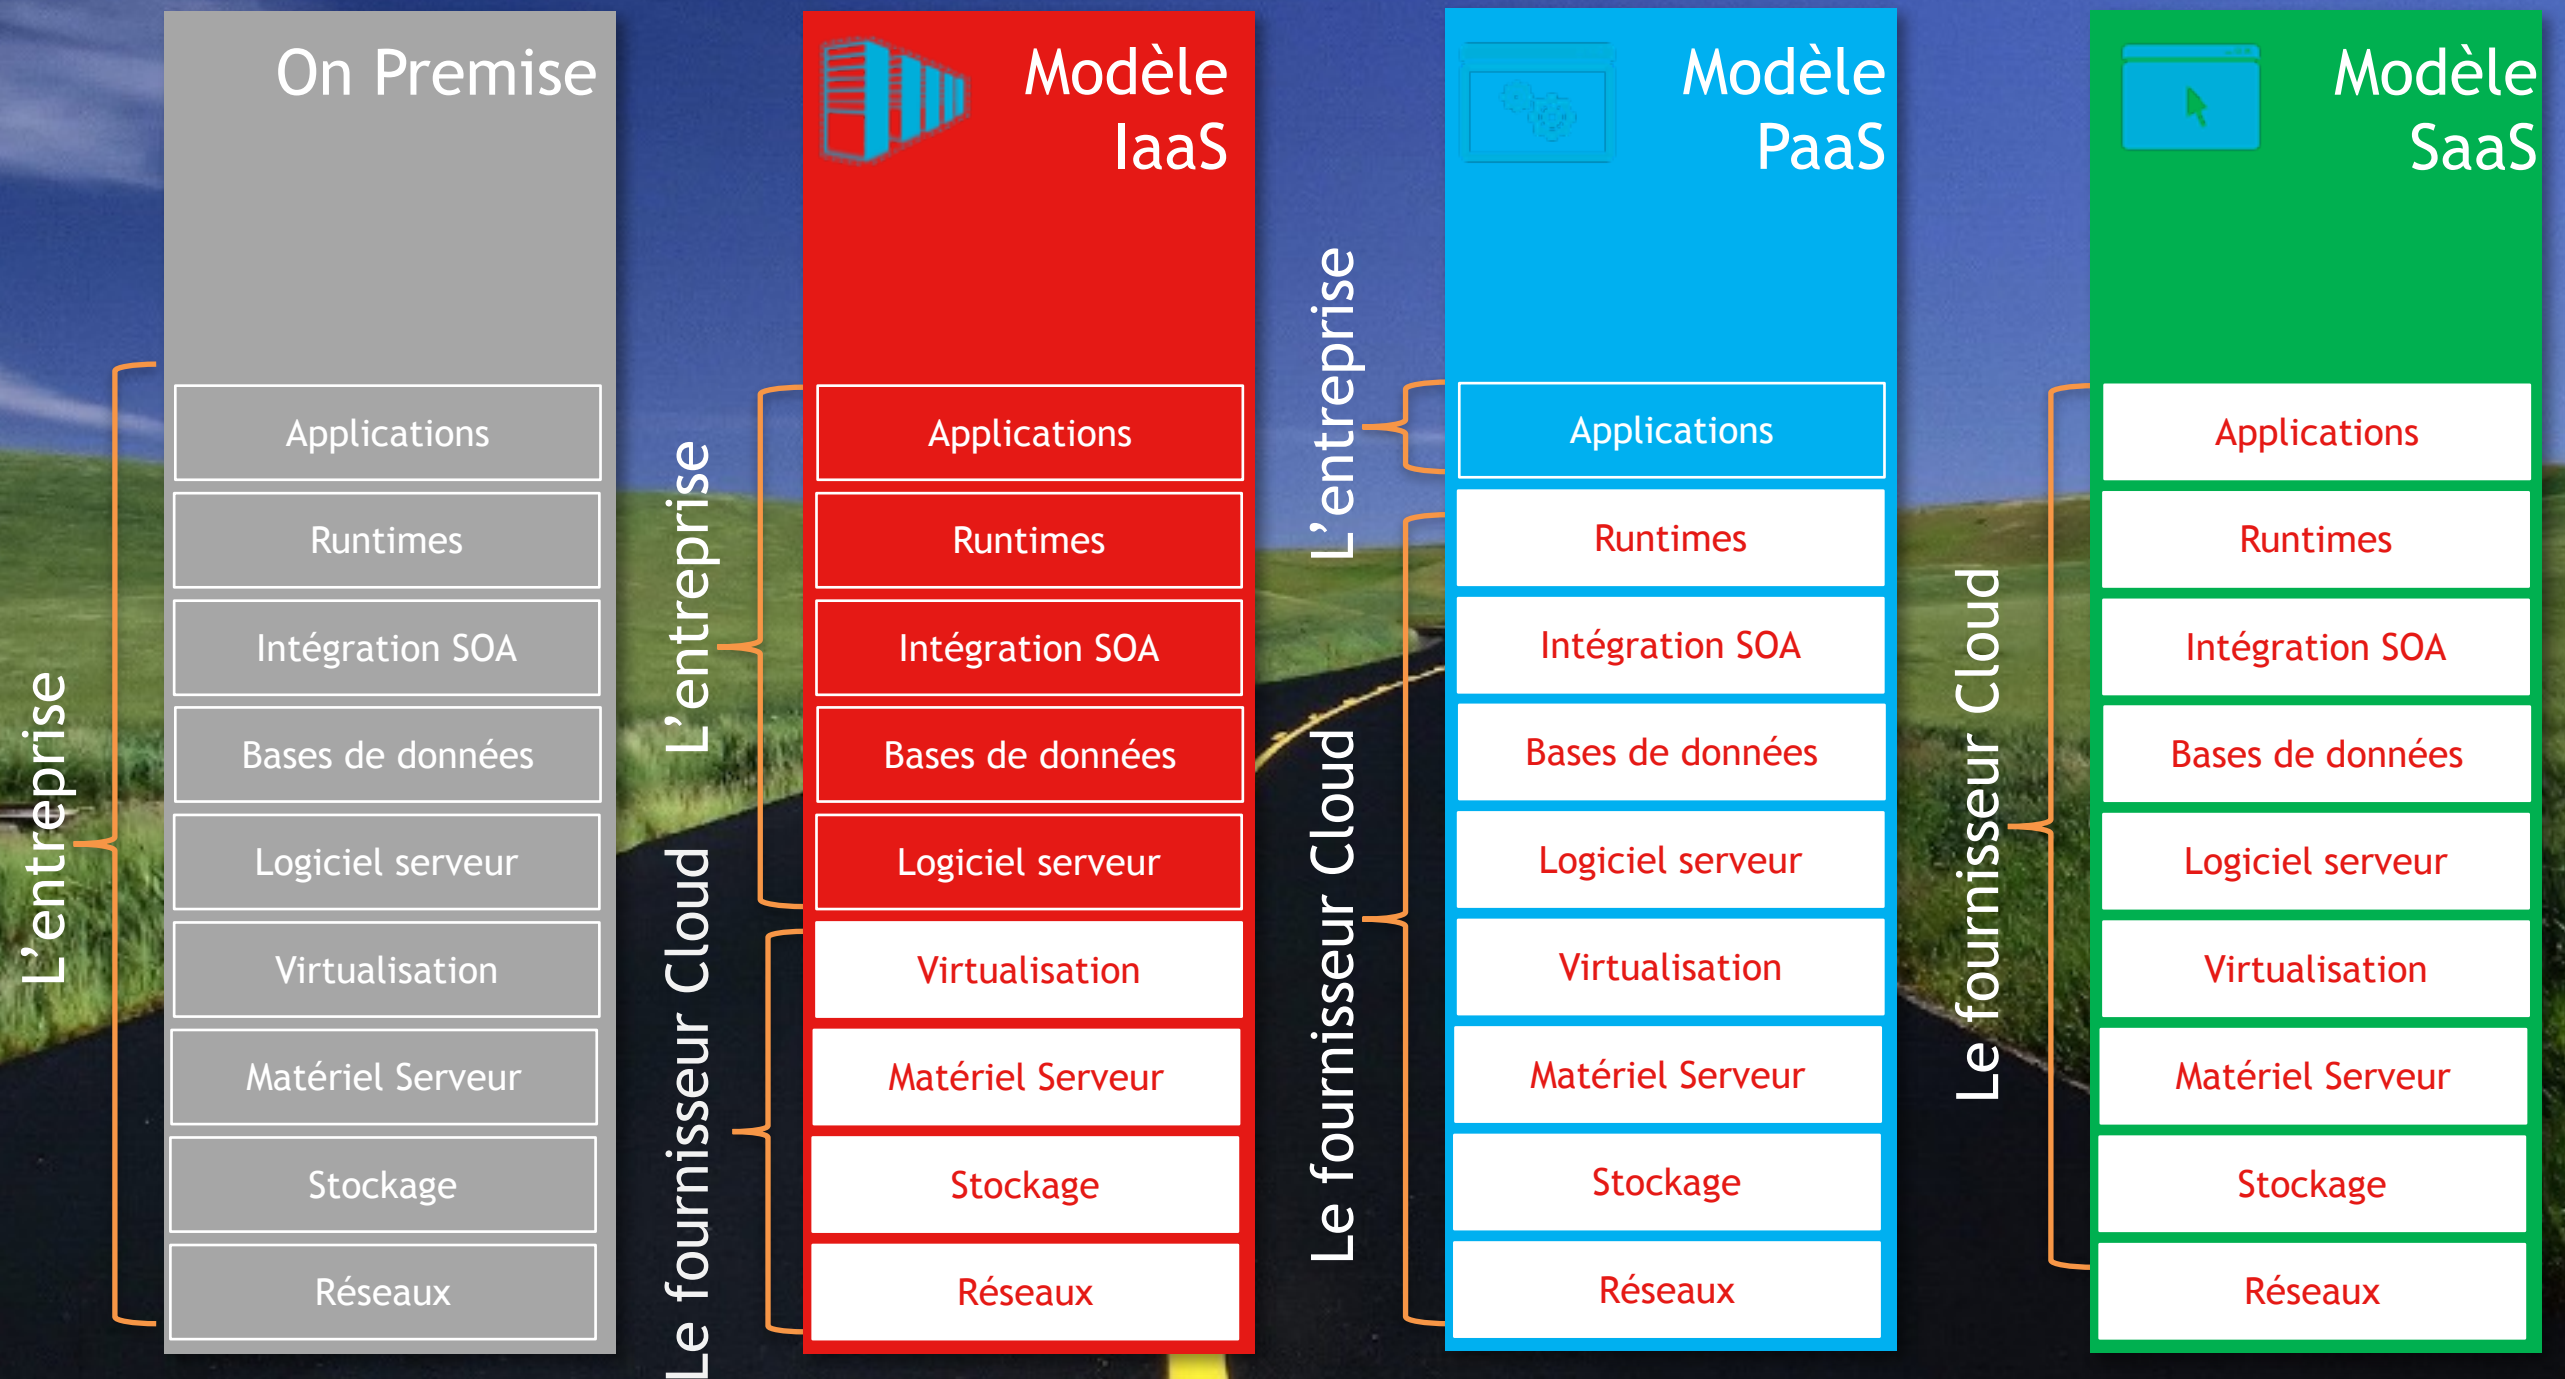 On Premise
L'entreprise
Applications
Runtimes
Intégration SOA
Bases de données
Logiciel serveur
Virtualisation
Matériel Serveur
Stockage
Réseaux
Modèle
IaaS
L'entreprise
Le fournisseur Cloud
Applications
Runtimes
Intégration SOA
Bases de données
Logiciel serveur
Virtualisation
Matériel Serveur
Stockage
Réseaux
Modèle
PaaS
L'entreprise
Le fournisseur Cloud
Applications
Runtimes
Intégration SOA
Bases de données
Logiciel serveur
Virtualisation
Matériel Serveur
Stockage
Réseaux
Modèle
SaaS
Le fournisseur Cloud
Applications
Runtimes
Intégration SOA
Bases de données
Logiciel serveur
Virtualisation
Matériel Serveur
Stockage
Réseaux